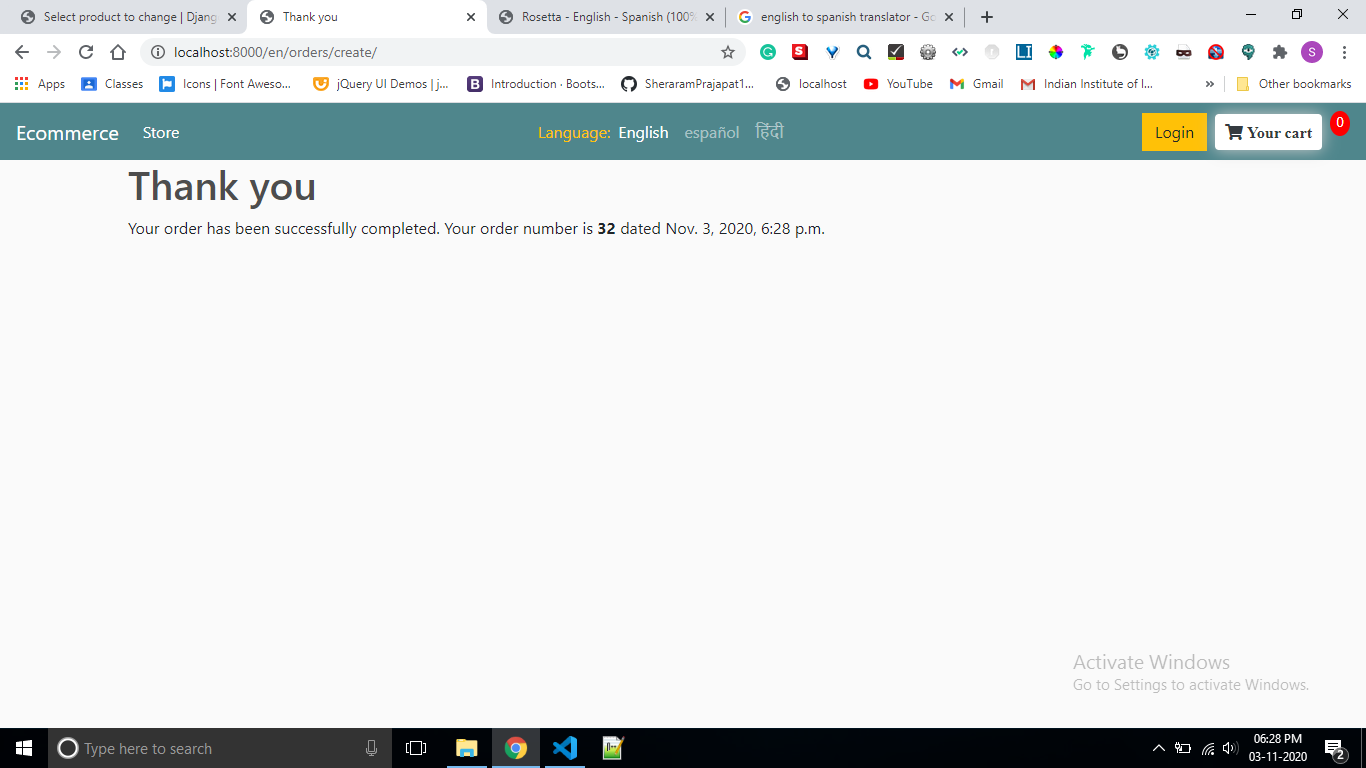 Select product to change | Djang
Thank you
Rosetta - English - Spanish (100%
english to spanish translator - Go
localhost:8000/en/orders/create/
S
Apps
Classes
Icons | Font Aweso...
jQuery UI Demos | j...
B
Introduction · Boots...
SheraramPrajapat1...
localhost
YouTube
Gmail
Indian Institute of I...
»
Other bookmarks
Ecommerce
Store
Language:
English
español
हिंदी
Login
Your cart
0
Thank you
Your order has been successfully completed. Your order number is 32 dated Nov. 3, 2020, 6:28 p.m.
Activate Windows
Go to Settings to activate Windows.
Type here to search
06:28 PM
03-11-2020
2